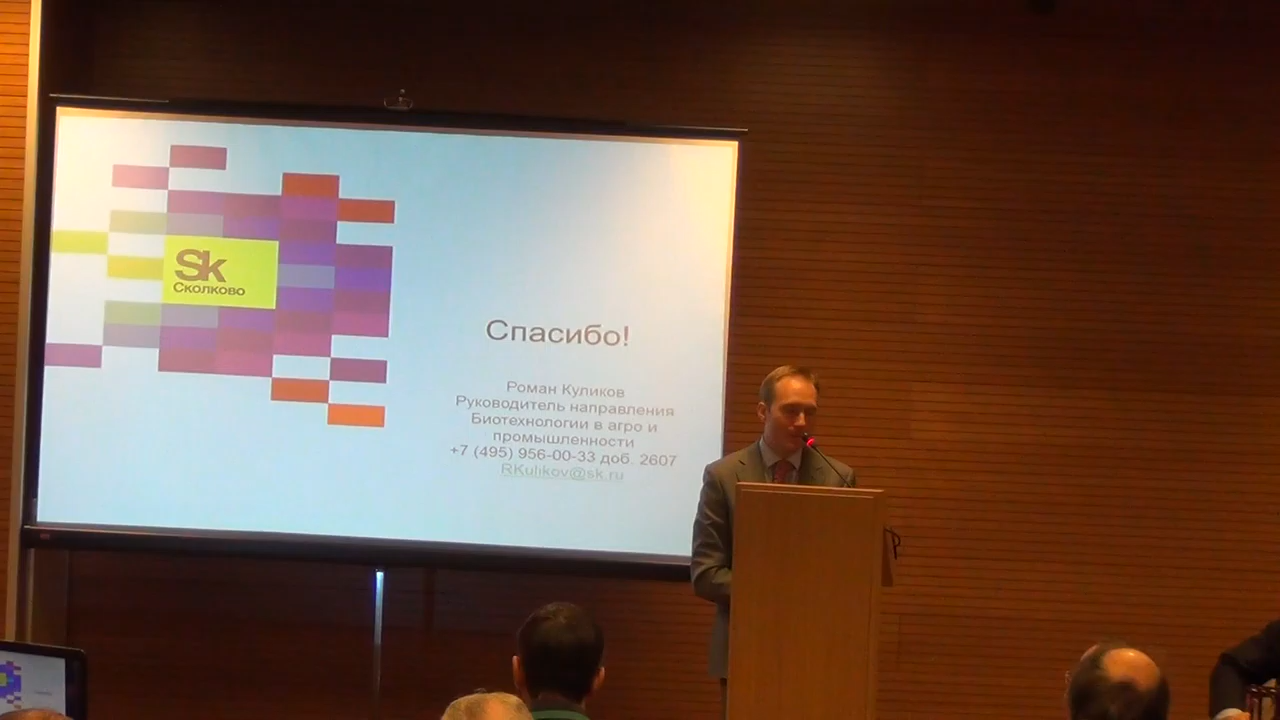 Sk
Сколково
Спасибо!
Роман Куликов
Руководитель направления
Биотехнологии в агро и
промышленности
+7 (495) 956-00-33 доб. 2607
RKulikov@sk.ru